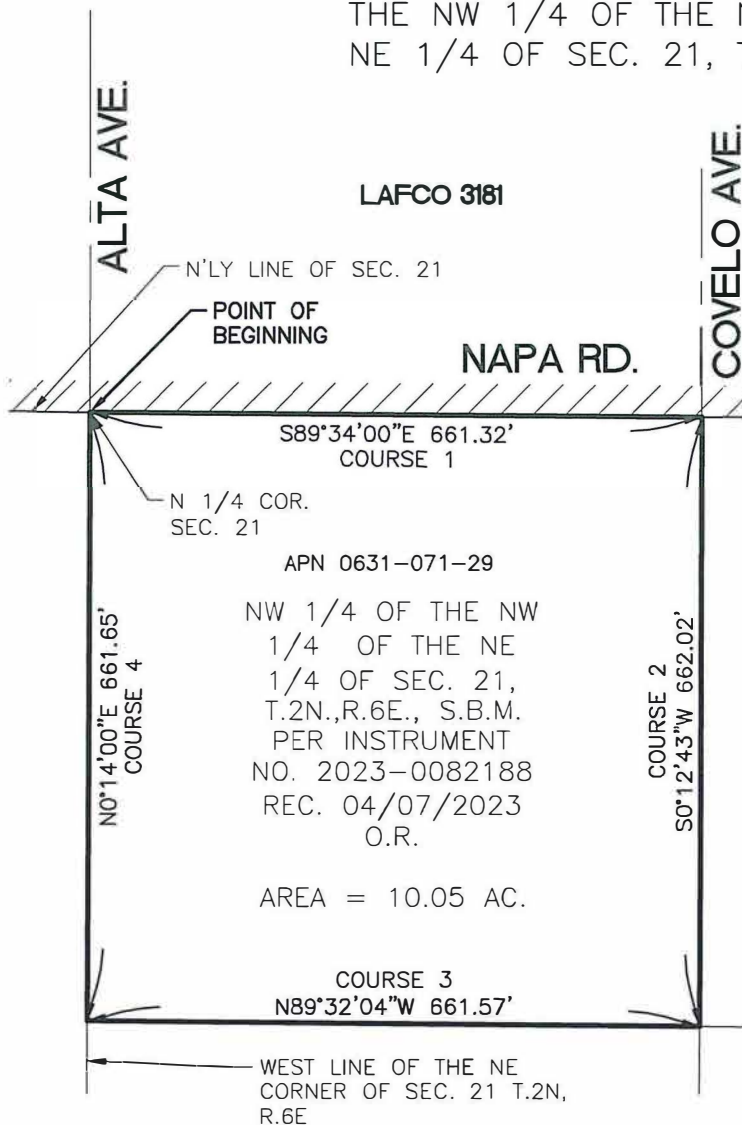 THE NW 1/4 OF THE
NE 1/4 OF SEC. 21,
ALTA AVE.
COVELO AVE.
LAFCO 3181
N'LY LINE OF SEC. 21
POINT OF
BEGINNING
NAPA RD.
S89°34'00"E 661.32'
COURSE 1
N 1/4 COR.
SEC. 21
APN 0631-071-29
NW 1/4 OF THE NW
1/4 OF THE NE
1/4 OF SEC. 21,
T.2N.,R.6E., S.B.M.
PER INSTRUMENT
NO. 2023-0082188
REC. 04/07/2023
O.R.
AREA = 10.05 AC.
N0°14'00"E 661.65'
COURSE 4
COURSE 2
S0°12'43"W 662.02'
COURSE 3
N89°32'04"W 661.57'
WEST LINE OF THE NE
CORNER OF SEC. 21 T.2N,
R.6E